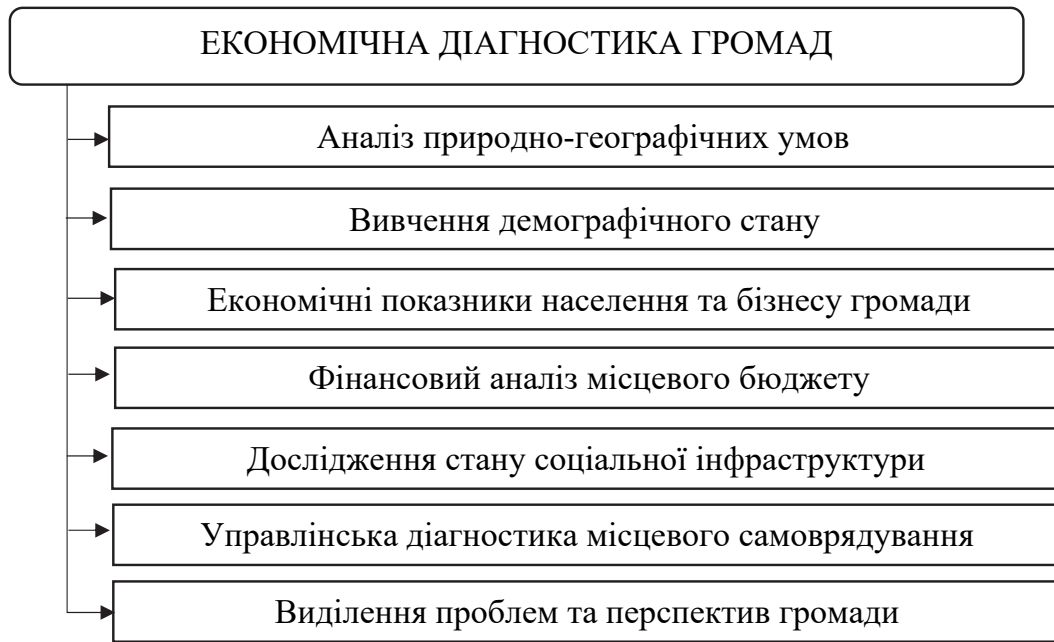 ЕКОНОМІЧНА ДІАГНОСТИКА ГРОМАД
Аналіз природно-географічних умов
Вивчення демографічного стану
Економічні показники населення та бізнесу громади
Фінансовий аналіз місцевого бюджету
Дослідження стану соціальної інфраструктури
Управлінська діагностика місцевого самоврядування
Виділення проблем та перспектив громади